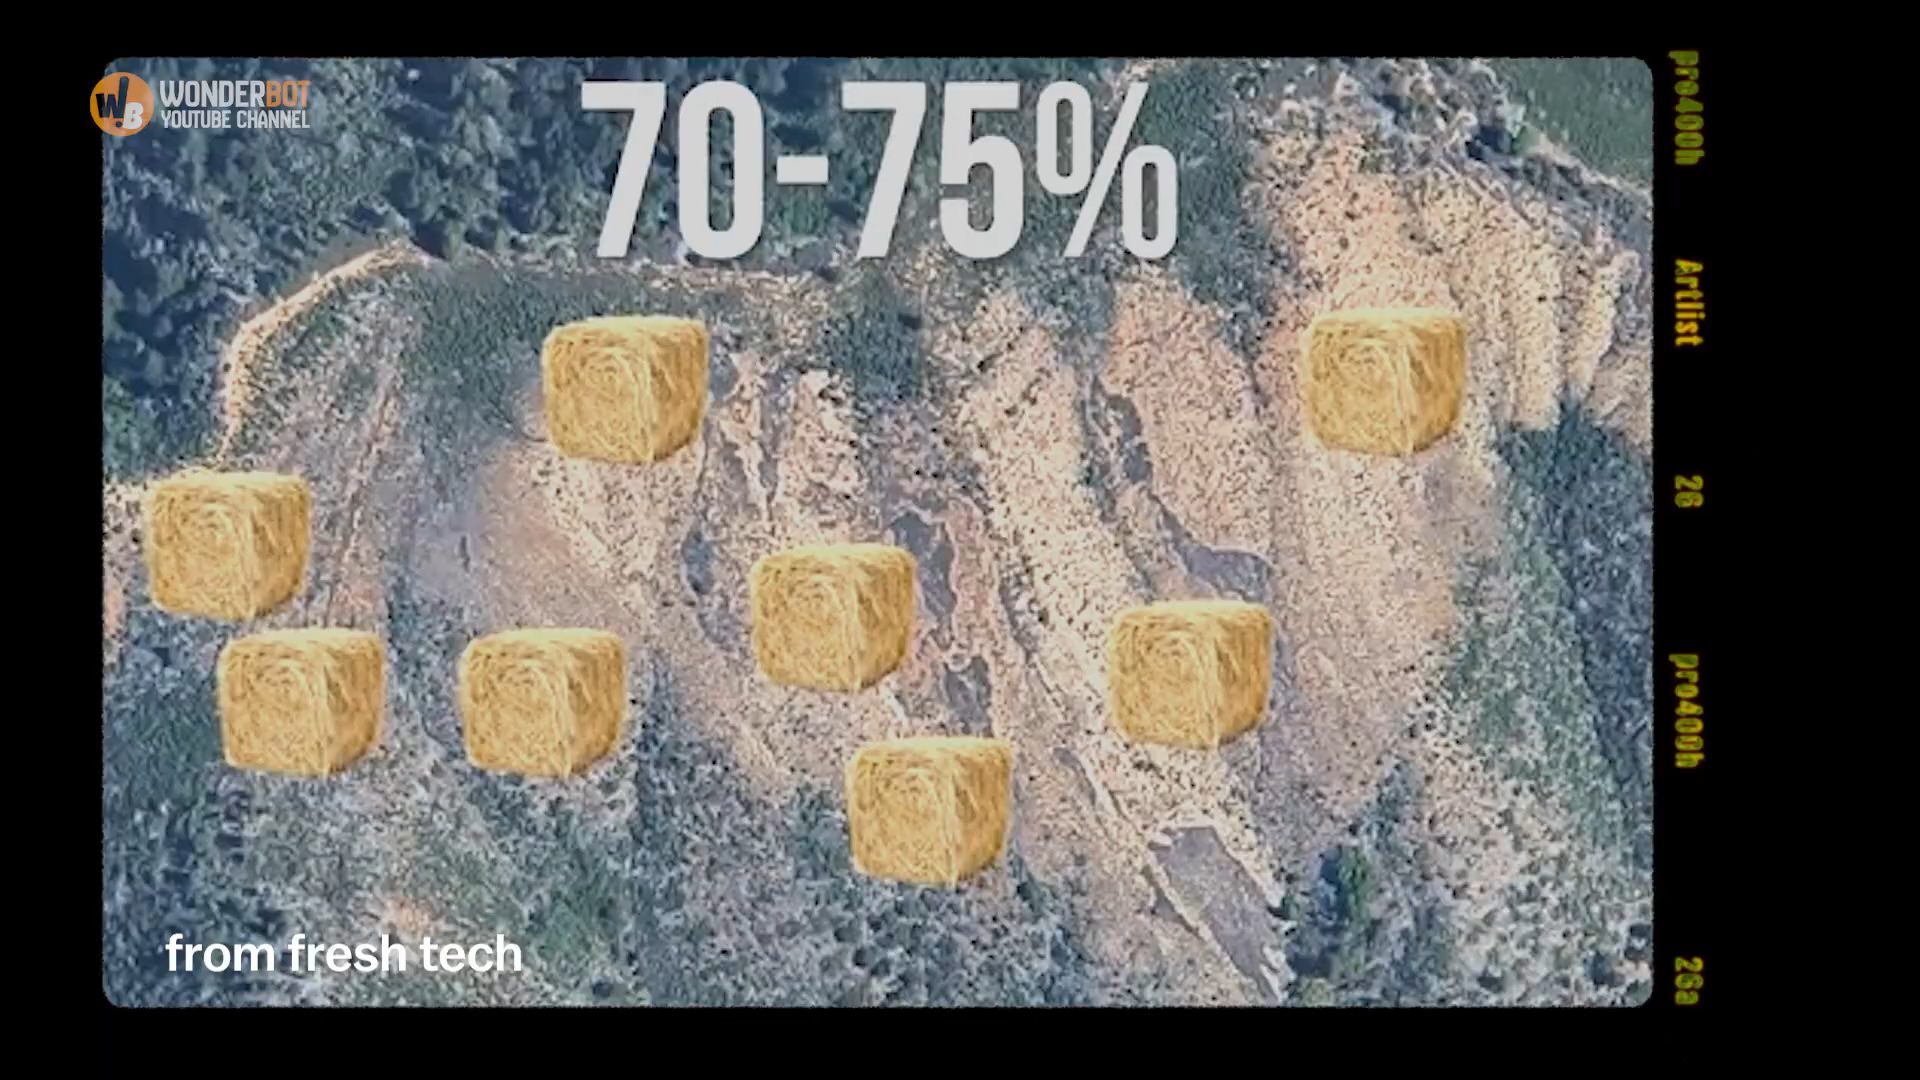 WONDERBOT
YOUTUBE CHANNEL
W!B
70-75%
from fresh tech
pro400h
Artlist
26
pro400h
26a